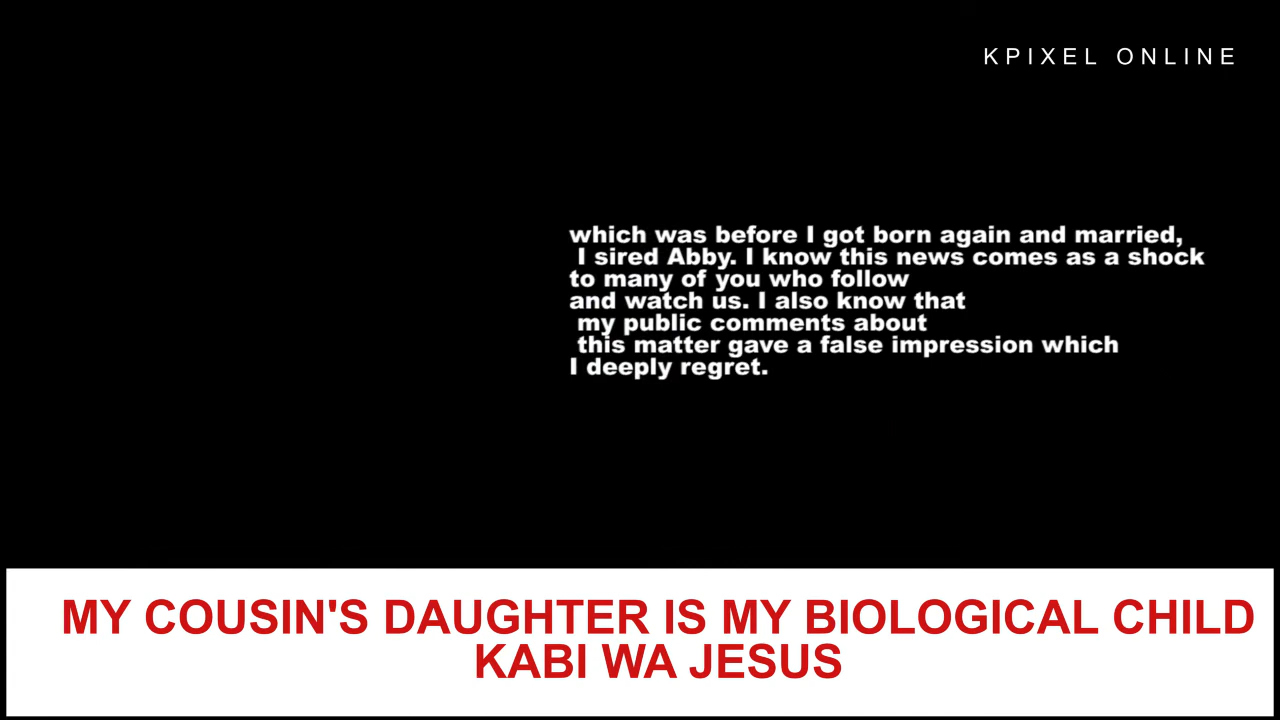 KPIXEL ONLINE
which was before I got born again and married,
I sired Abby. I know this news comes as a shock
to many of you who follow
and watch us. I also know that
my public comments about
this matter gave a false impression which
I deeply regret.
MY COUSIN'S DAUGHTER IS MY BIOLOGICAL CHILD
KABI WA JESUS